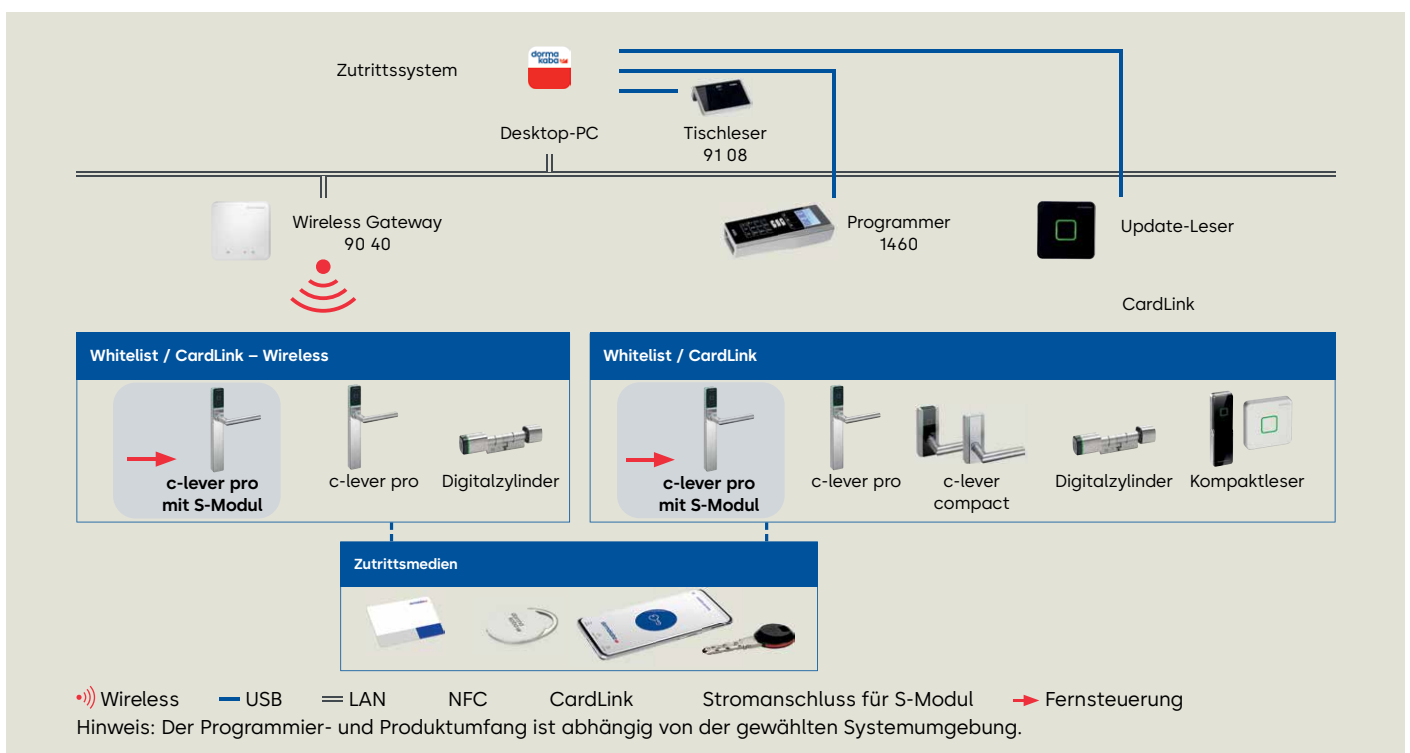 Zutrittssystem
dorma
kaba
Desktop-PC
Tischleser
91 08
Wireless Gateway
90 40
Programmer
1460
Update-Leser
CardLink
Whitelist / CardLink – Wireless
c-lever pro
mit S-Modul
c-lever pro
Digitalzylinder
Whitelist / CardLink
c-lever pro
mit S-Modul
c-lever pro
c-lever
compact
Digitalzylinder
Kompaktleser
Zutrittsmedien
dorma
kaba
Wireless
USB
LAN
NFC
CardLink
Stromanschluss für S-Modul
Fernsteuerung
Hinweis: Der Programmier- und Produktumfang ist abhängig von der gewählten Systemumgebung.